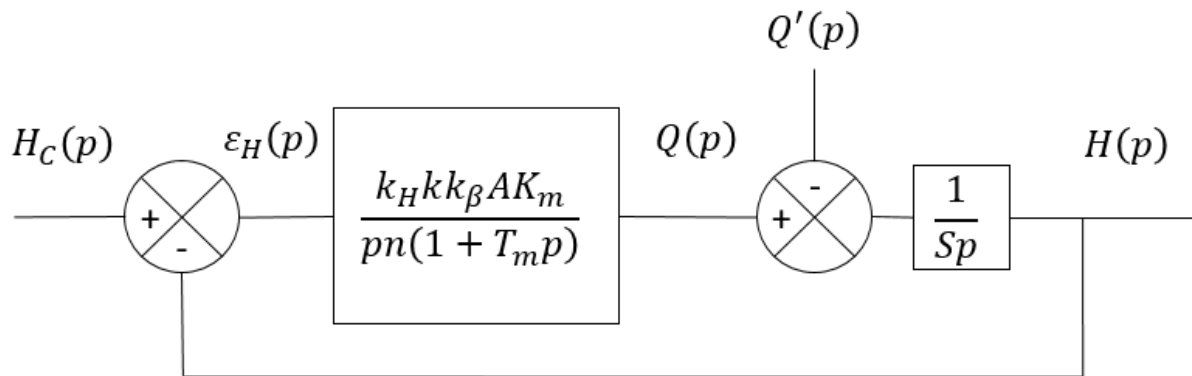 Q′(p)
H_C(p)
ε_H(p)
k_H k k_β A K_m
pn(1 + T_m p)
Q(p)
H(p)
-
+
1
Sp
+
-